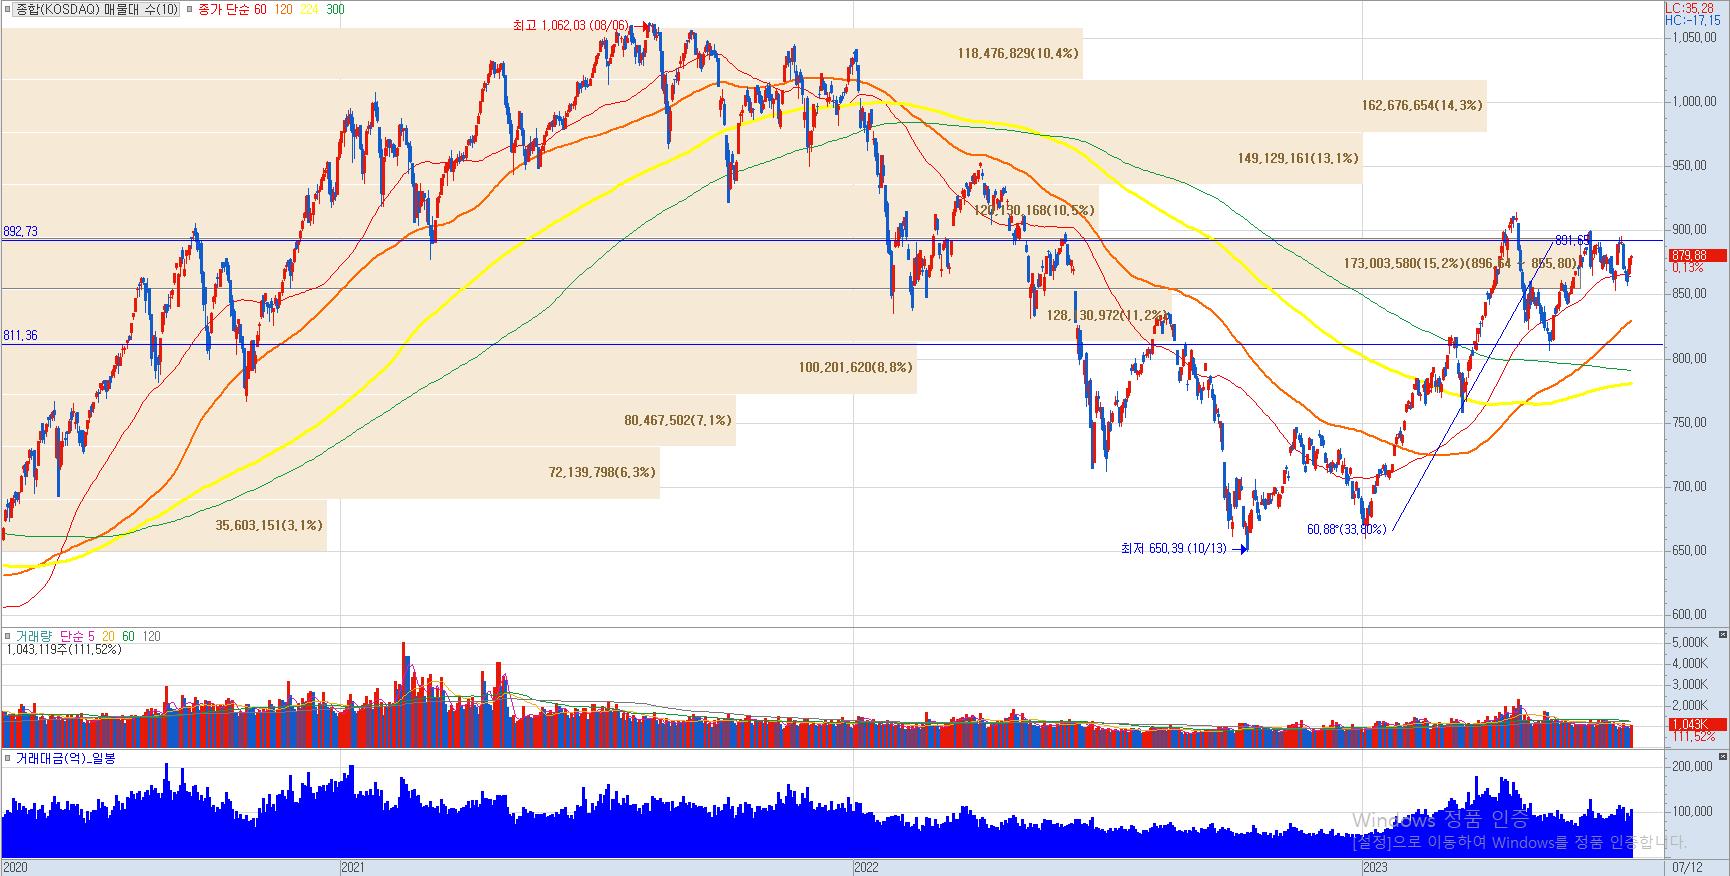 종합(KOSDAQ) 매물대 수(10) 종가 단순 60 120 224 300
LC:35,28
HC:-17,15
최고 1,062,03 (08/06)
1,050,00
118,476,829(10,4%)
162,676,654(14,3%)
1,000,00
149,129,161(13,1%)
950,00
120,130,168(10,5%)
892,73
900,00
891,65
173,003,580(15,2%)(896,64 ~ 855,80)
879,88
0,13%
850,00
128,130,972(11,2%)
811,36
800,00
100,201,620(8,8%)
80,467,502(7,1%)
750,00
72,139,798(6,3%)
700,00
35,603,151(3,1%)
60,88°(33,80%)
최저 650,39 (10/13)
650,00
600,00
거래량 단순 5 20 60 120
1,043,119주(111,52%)
5,000K
4,000K
3,000K
2,000K
1,043K
111,52%
거래대금(억)_일봉
200,000
100,000
Windows 정품 인증
[설정]으로 이동하여 Windows를 정품 인증합니다.
2020 2021 2022 2023 07/12